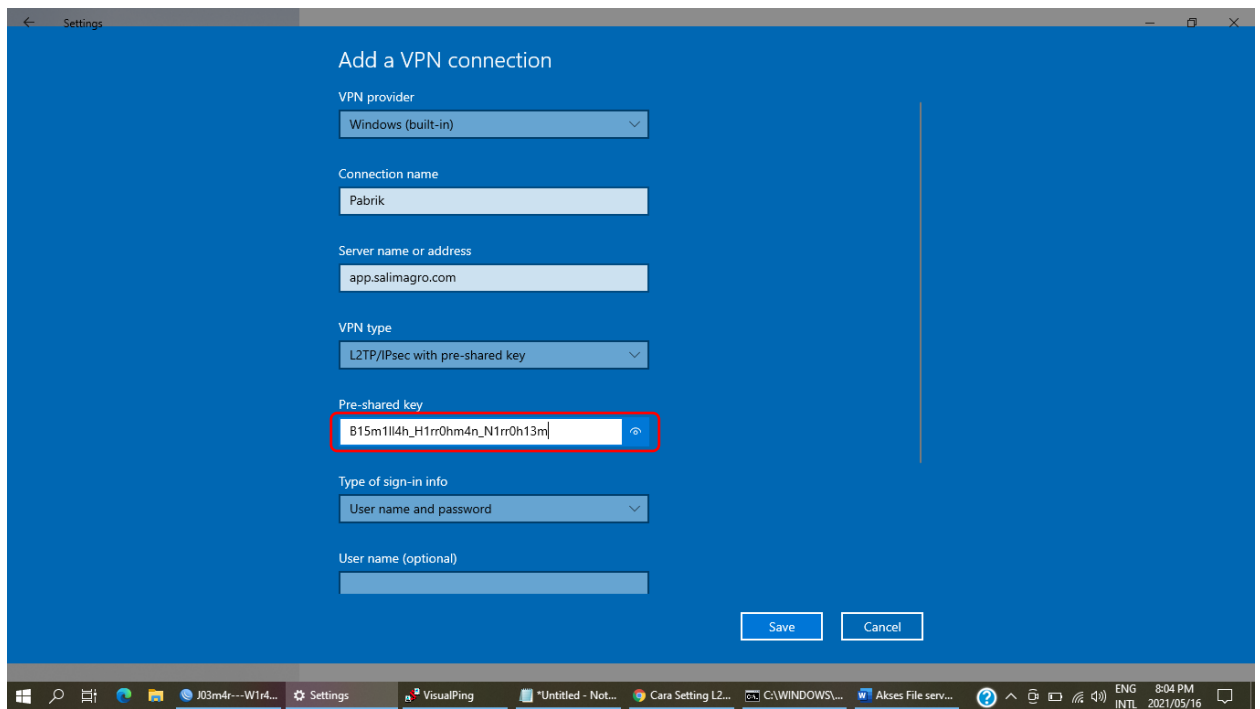 Settings
Add a VPN connection
VPN provider
Windows (built-in)
Connection name
Pabrik
Server name or address
app.salimagro.com
VPN type
L2TP/IPsec with pre-shared key
Pre-shared key
B15m1ll4h_H1rr0hm4n_N1rr0h13m
Type of sign-in info
User name and password
User name (optional)
Save Cancel
J03m4r---W1r4... Settings VisualPing *Untitled - Not... Cara Setting L2... C:\WINDOWS\... Akses File serv... ENG 8:04 PM
INTL 2021/05/16